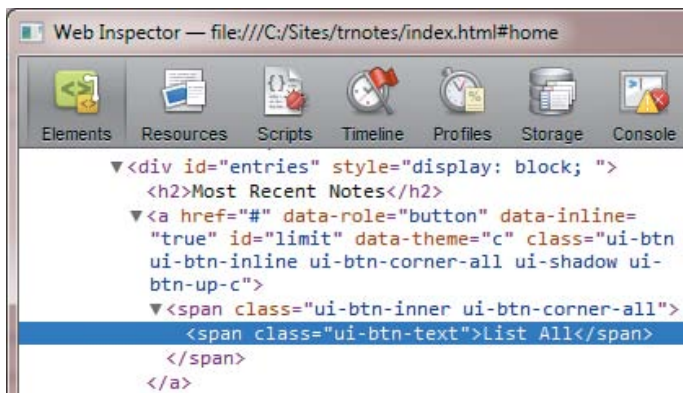 Web Inspector — file:///C:/Sites/trnotes/index.html#home
Elements Resources Scripts Timeline Profiles Storage Console
▼<div id="entries" style="display: block; ">
<h2>Most Recent Notes</h2>
▼<a href="#" data-role="button" data-inline=
"true" id="limit" data-theme="c" class="ui-btn
ui-btn-inline ui-btn-corner-all ui-shadow ui-
btn-up-c">
▼<span class="ui-btn-inner ui-btn-corner-all">
<span class="ui-btn-text">List All</span>
</span>
</a>